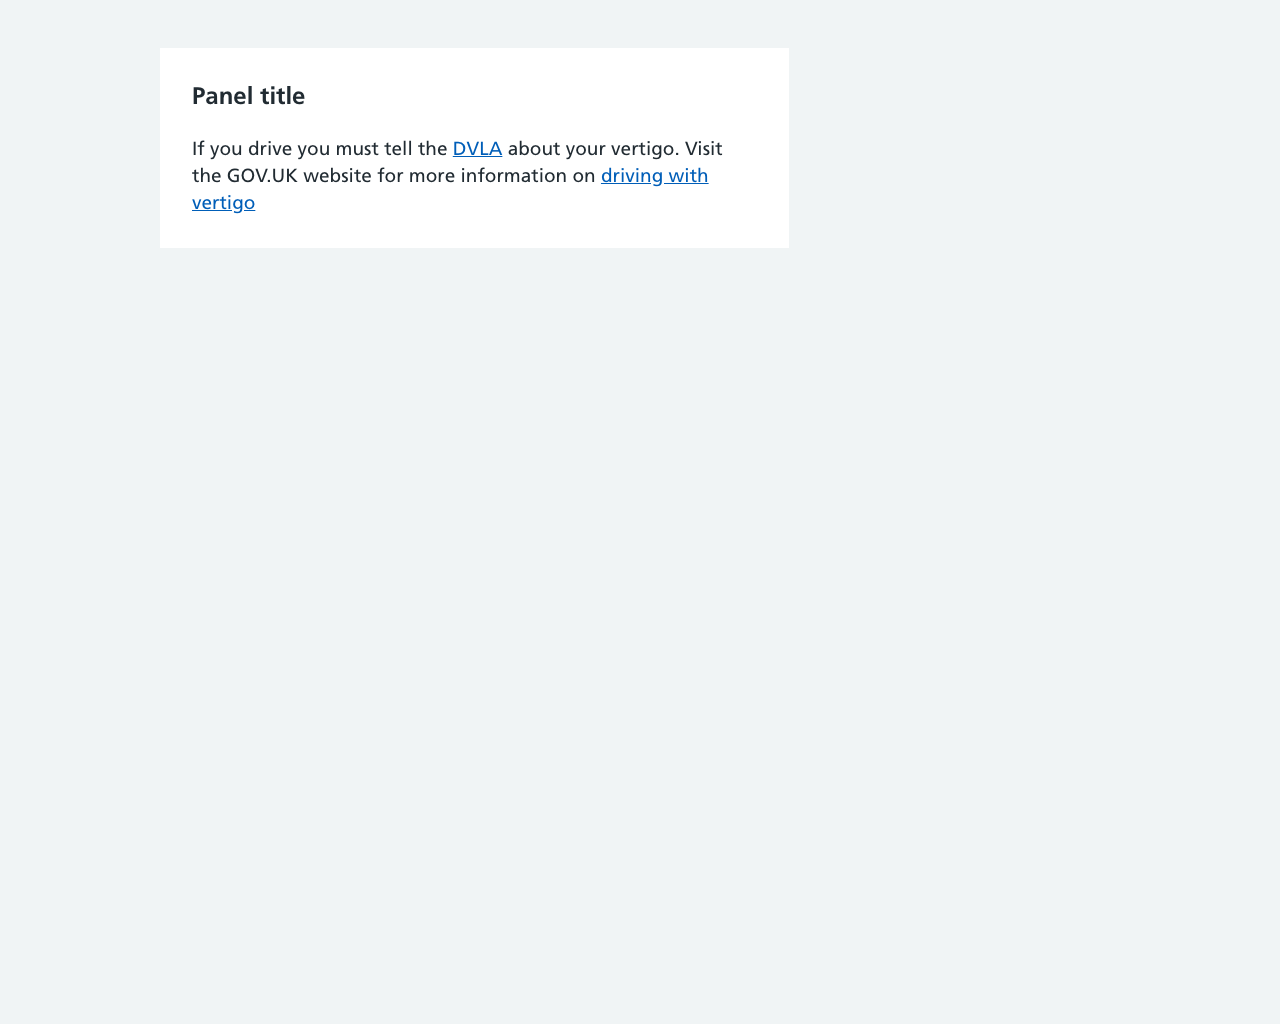 Panel title
If you drive you must tell the DVLA about your vertigo. Visit
the GOV.UK website for more information on driving with
vertigo